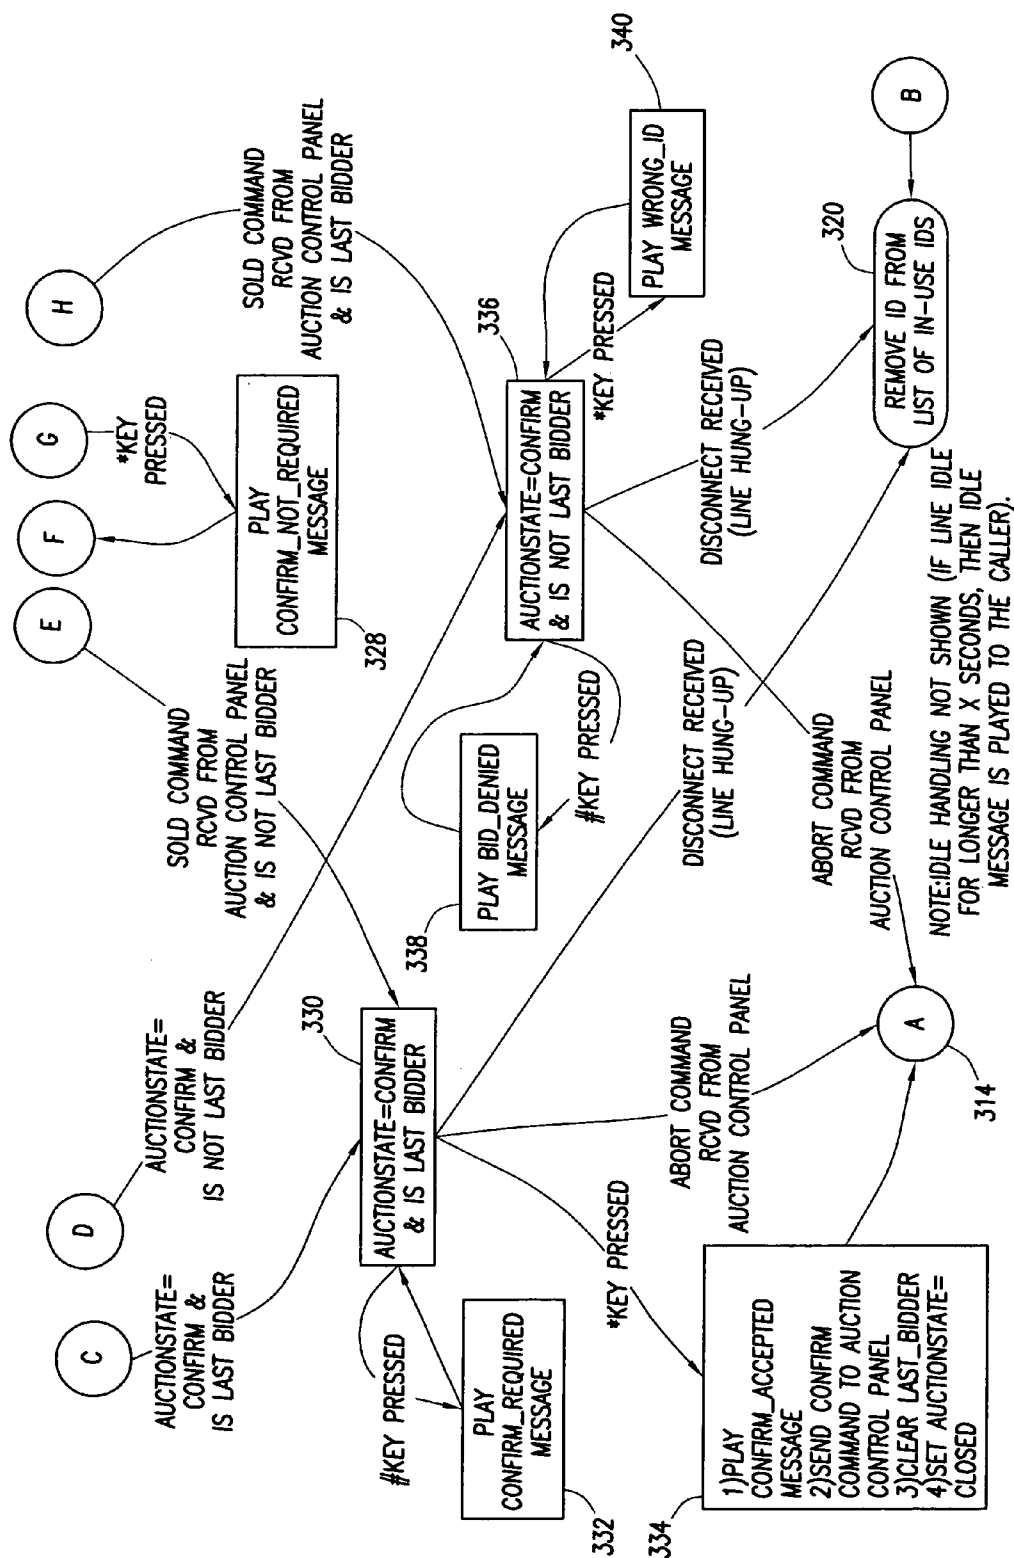 C
D
E
F
G
H
AUCTIONSTATE=
CONFIRM &
IS LAST BIDDER
AUCTIONSTATE=
CONFIRM &
IS NOT LAST BIDDER
SOLD COMMAND
RCVD FROM
AUCTION CONTROL PANEL
& IS NOT LAST BIDDER
*KEY
PRESSED
SOLD COMMAND
RCVD FROM
AUCTION CONTROL PANEL
& IS LAST BIDDER
PLAY
CONFIRM_NOT_REQUIRED
MESSAGE
328
330
AUCTIONSTATE=CONFIRM
& IS LAST BIDDER
336
AUCTIONSTATE=CONFIRM
& IS NOT LAST BIDDER
#KEY PRESSED
PLAY
CONFIRM_REQUIRED
MESSAGE
332
338
PLAY BID_DENIED
MESSAGE
#KEY PRESSED
*KEY PRESSED
PLAY WRONG_ID
MESSAGE
340
*KEY PRESSED
ABORT COMMAND
RCVD FROM
AUCTION CONTROL PANEL
DISCONNECT RECEIVED
(LINE HUNG-UP)
DISCONNECT RECEIVED
(LINE HUNG-UP)
ABORT COMMAND
RCVD FROM
AUCTION CONTROL PANEL
334
1)PLAY
CONFIRM_ACCEPTED
MESSAGE
2)SEND CONFIRM
COMMAND TO AUCTION
CONTROL PANEL
3)CLEAR LAST_BIDDER
4)SET AUCTIONSTATE=
CLOSED
314
A
320
REMOVE ID FROM
LIST OF IN-USE IDS
B
NOTE:IDLE HANDLING NOT SHOWN (IF LINE IDLE
FOR LONGER THAN X SECONDS, THEN IDLE
MESSAGE IS PLAYED TO THE CALLER).